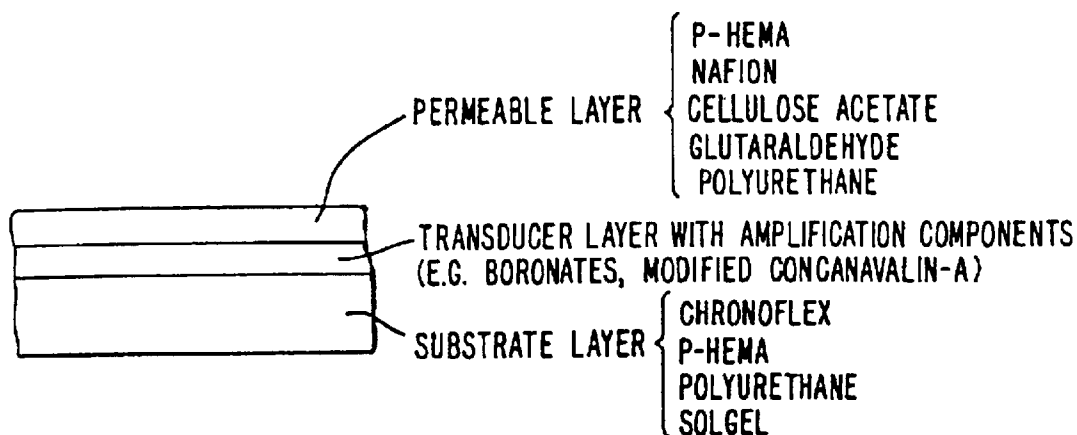 PERMEABLE LAYER
P-HEMA
NAFION
CELLULOSE ACETATE
GLUTARALDEHYDE
POLYURETHANE
TRANSDUCER LAYER WITH AMPLIFICATION COMPONENTS
(E.G. BORONATES, MODIFIED CONCANAVALIN-A)
SUBSTRATE LAYER
CHRONOFLEX
P-HEMA
POLYURETHANE
SOLGEL